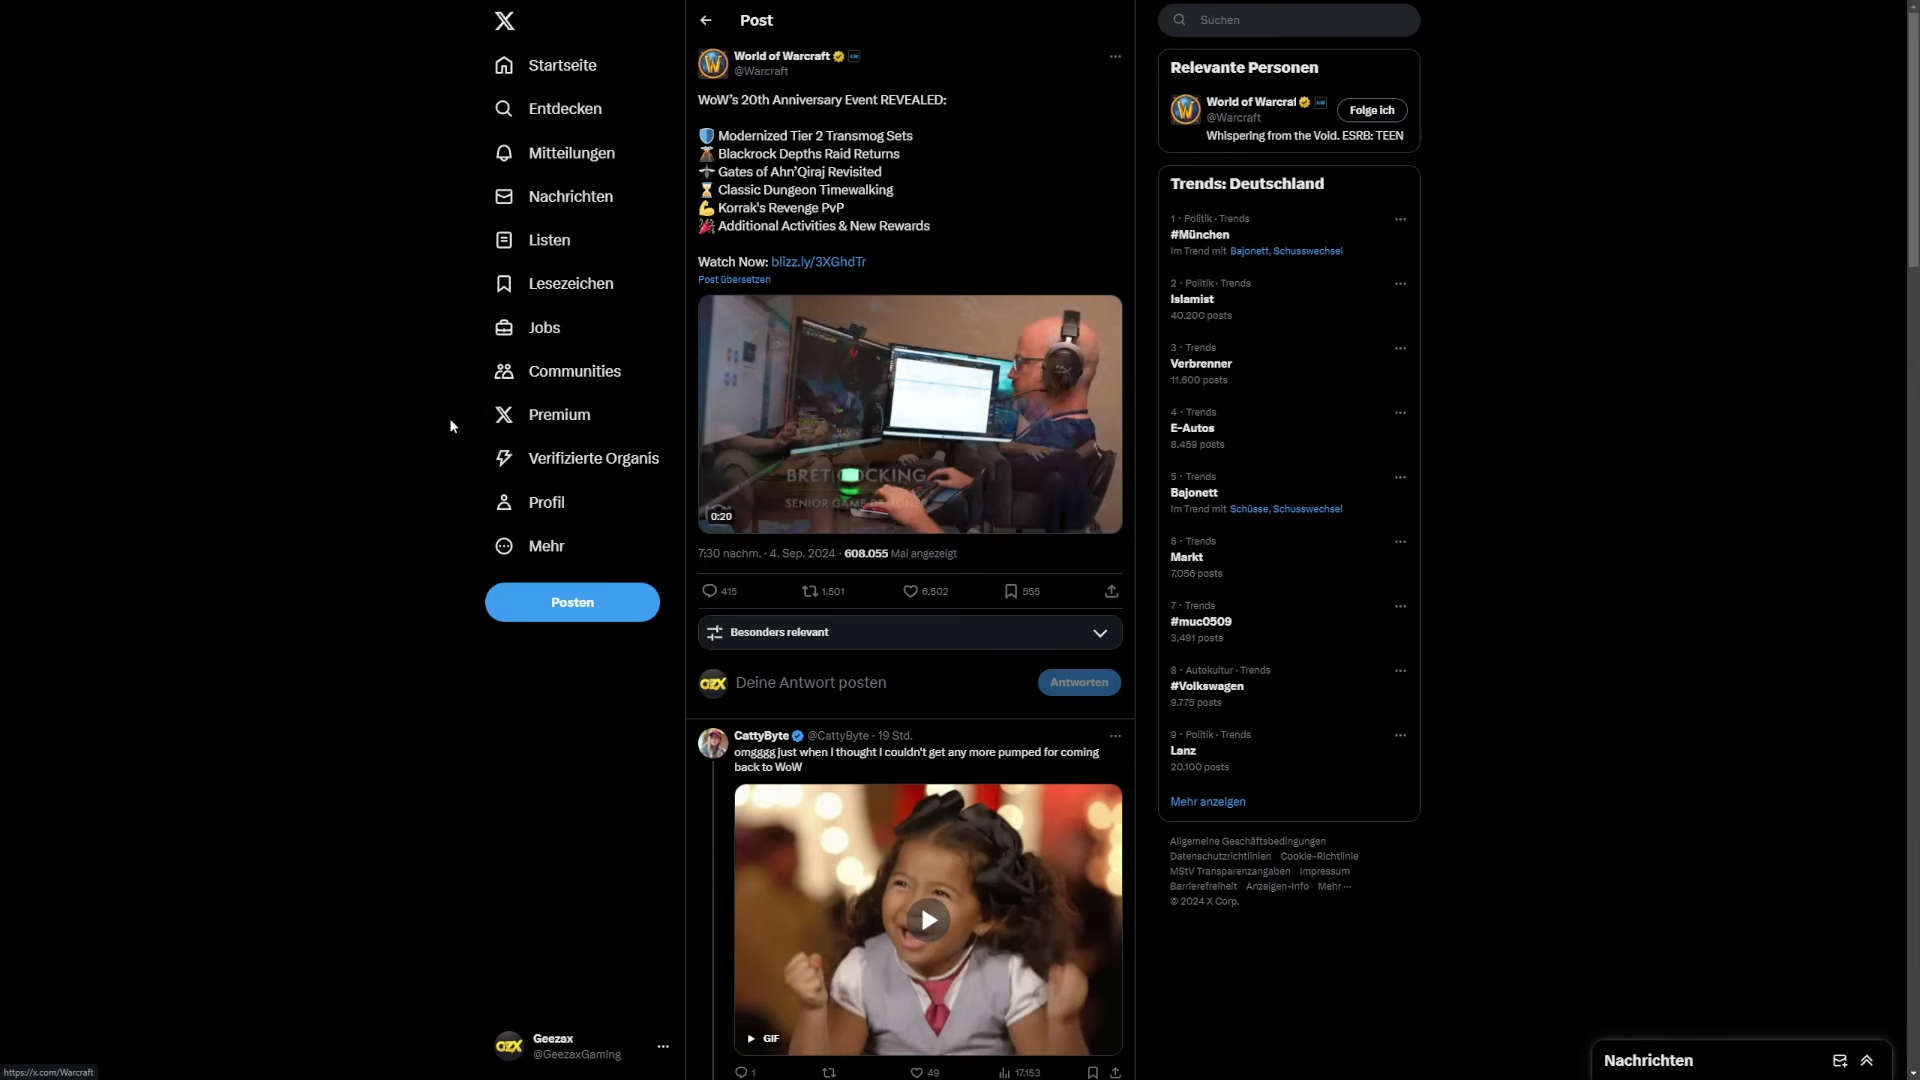 Startseite
Entdecken
Mitteilungen
Nachrichten
Listen
Lesezeichen
Jobs
Communities
Premium
Verifizierte Organis
Profil
Mehr
Posten
Geezax
@GeezaxGaming
https://x.com/Warcraft
Post
World of Warcraft
@Warcraft
WoW's 20th Anniversary Event REVEALED:
Modernized Tier 2 Transmog Sets
Blackrock Depths Raid Returns
Gates of Ahn'Qiraj Revisited
Classic Dungeon Timewalking
Korrak's Revenge PvP
Additional Activities & New Rewards
Watch Now: blizz.ly/3XGhdTr
Post übersetzen
SENIOR GAME
0:20
7:30 nachm. · 4. Sep. 2024 · 608.055 Mal angezeigt
415 1.501 6.502 555
Besonders relevant
GZX Deine Antwort posten Antworten
CattyByte @CattyByte · 19 Std.
omgggg just when I thought I couldn't get any more pumped for coming
back to WoW
GIF
1 49 17.153
Suchen
Relevante Personen
World of Warcraf
@Warcraft
Folge ich
Whispering from the Void. ESRB: TEEN
Trends: Deutschland
1 · Politik · Trends
#München
Im Trend mit Bajonett, Schusswechsel
2 · Politik · Trends
Islamist
40.200 posts
3 · Trends
Verbrenner
11.600 posts
4 · Trends
E-Autos
8.459 posts
5 · Trends
Bajonett
Im Trend mit Schüsse, Schusswechsel
6 · Trends
Markt
7.056 posts
7 · Trends
#muc0509
3.491 posts
8 · Autokultur · Trends
#Volkswagen
9.775 posts
9 · Politik · Trends
Lanz
20.100 posts
Mehr anzeigen
Allgemeine Geschäftsbedingungen
Datenschutzrichtlinien Cookie-Richtlinie
MStV Transparenzangaben Impressum
Barrierefreiheit Anzeigen-Info Mehr ···
© 2024 X Corp.
Nachrichten